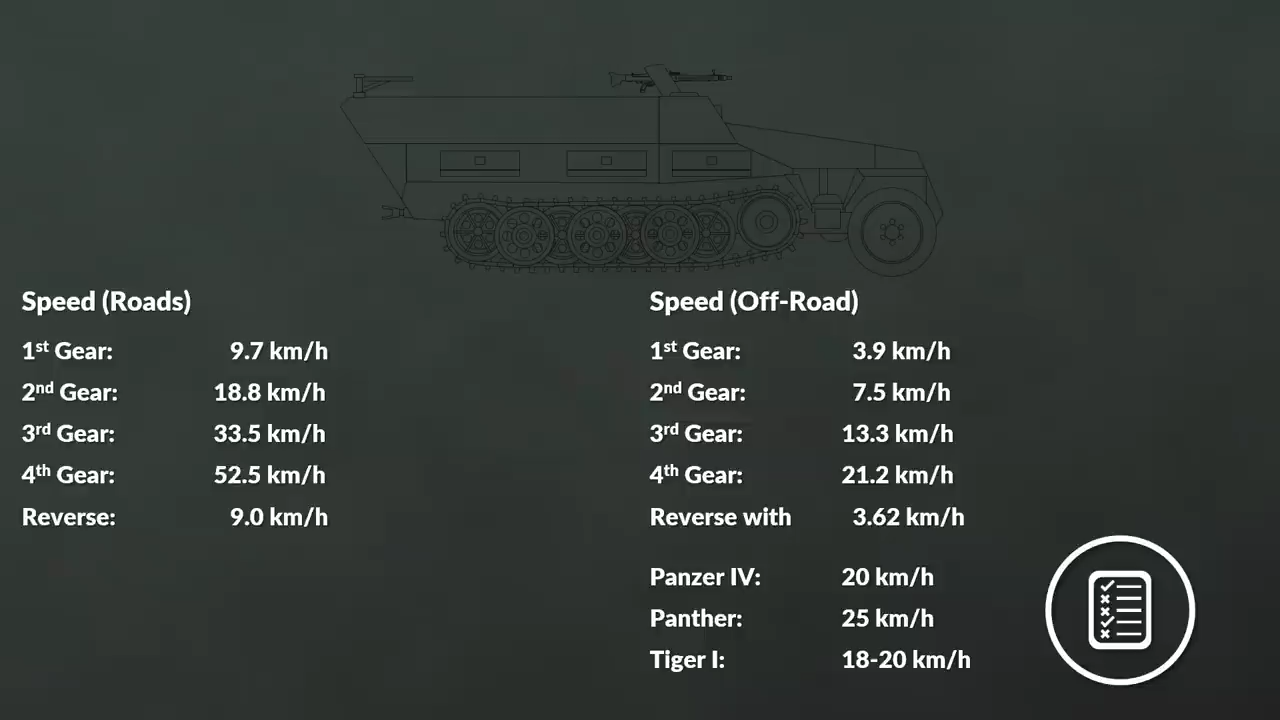 Speed (Roads)
1st Gear: 9.7 km/h
2nd Gear: 18.8 km/h
3rd Gear: 33.5 km/h
4th Gear: 52.5 km/h
Reverse: 9.0 km/h
Speed (Off-Road)
1st Gear: 3.9 km/h
2nd Gear: 7.5 km/h
3rd Gear: 13.3 km/h
4th Gear: 21.2 km/h
Reverse with 3.62 km/h
Panzer IV: 20 km/h
Panther: 25 km/h
Tiger I: 18-20 km/h